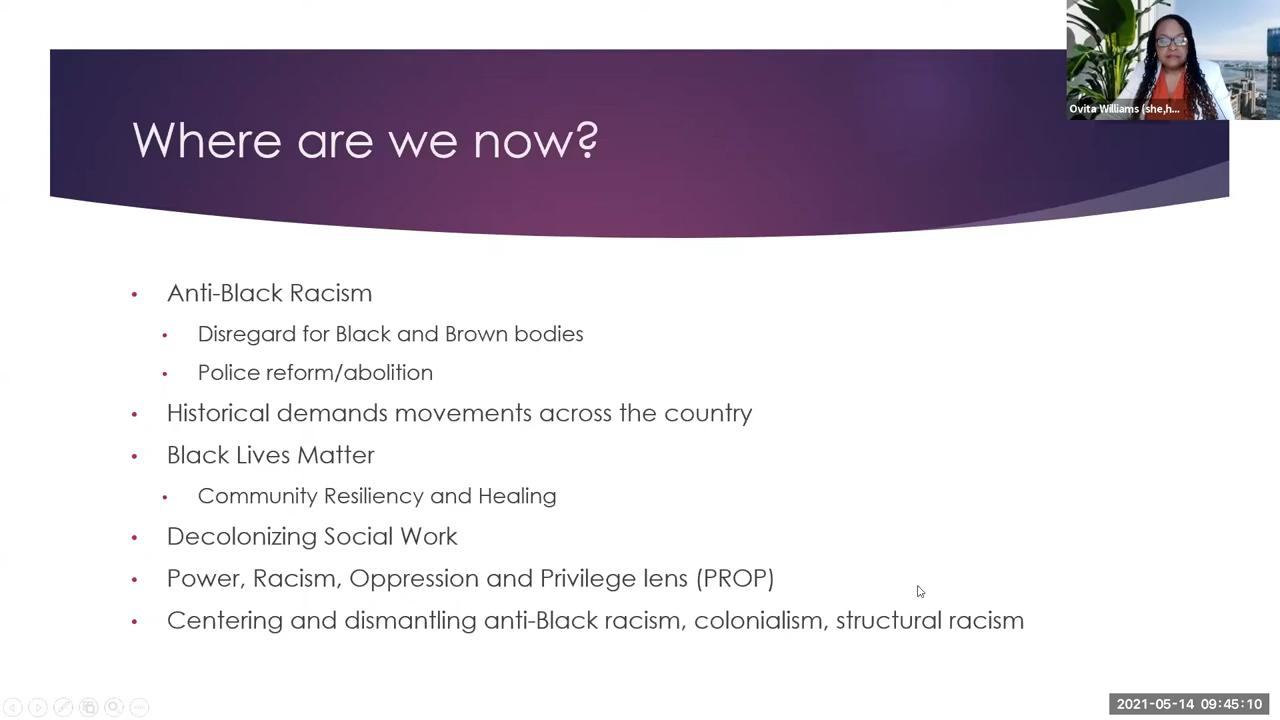 Where are we now?
Ovita Williams (she,h...
• Anti-Black Racism
• Disregard for Black and Brown bodies
• Police reform/abolition
• Historical demands movements across the country
• Black Lives Matter
• Community Resiliency and Healing
• Decolonizing Social Work
• Power, Racism, Oppression and Privilege lens (PROP)
• Centering and dismantling anti-Black racism, colonialism, structural racism
2021-05-14 09:45:10